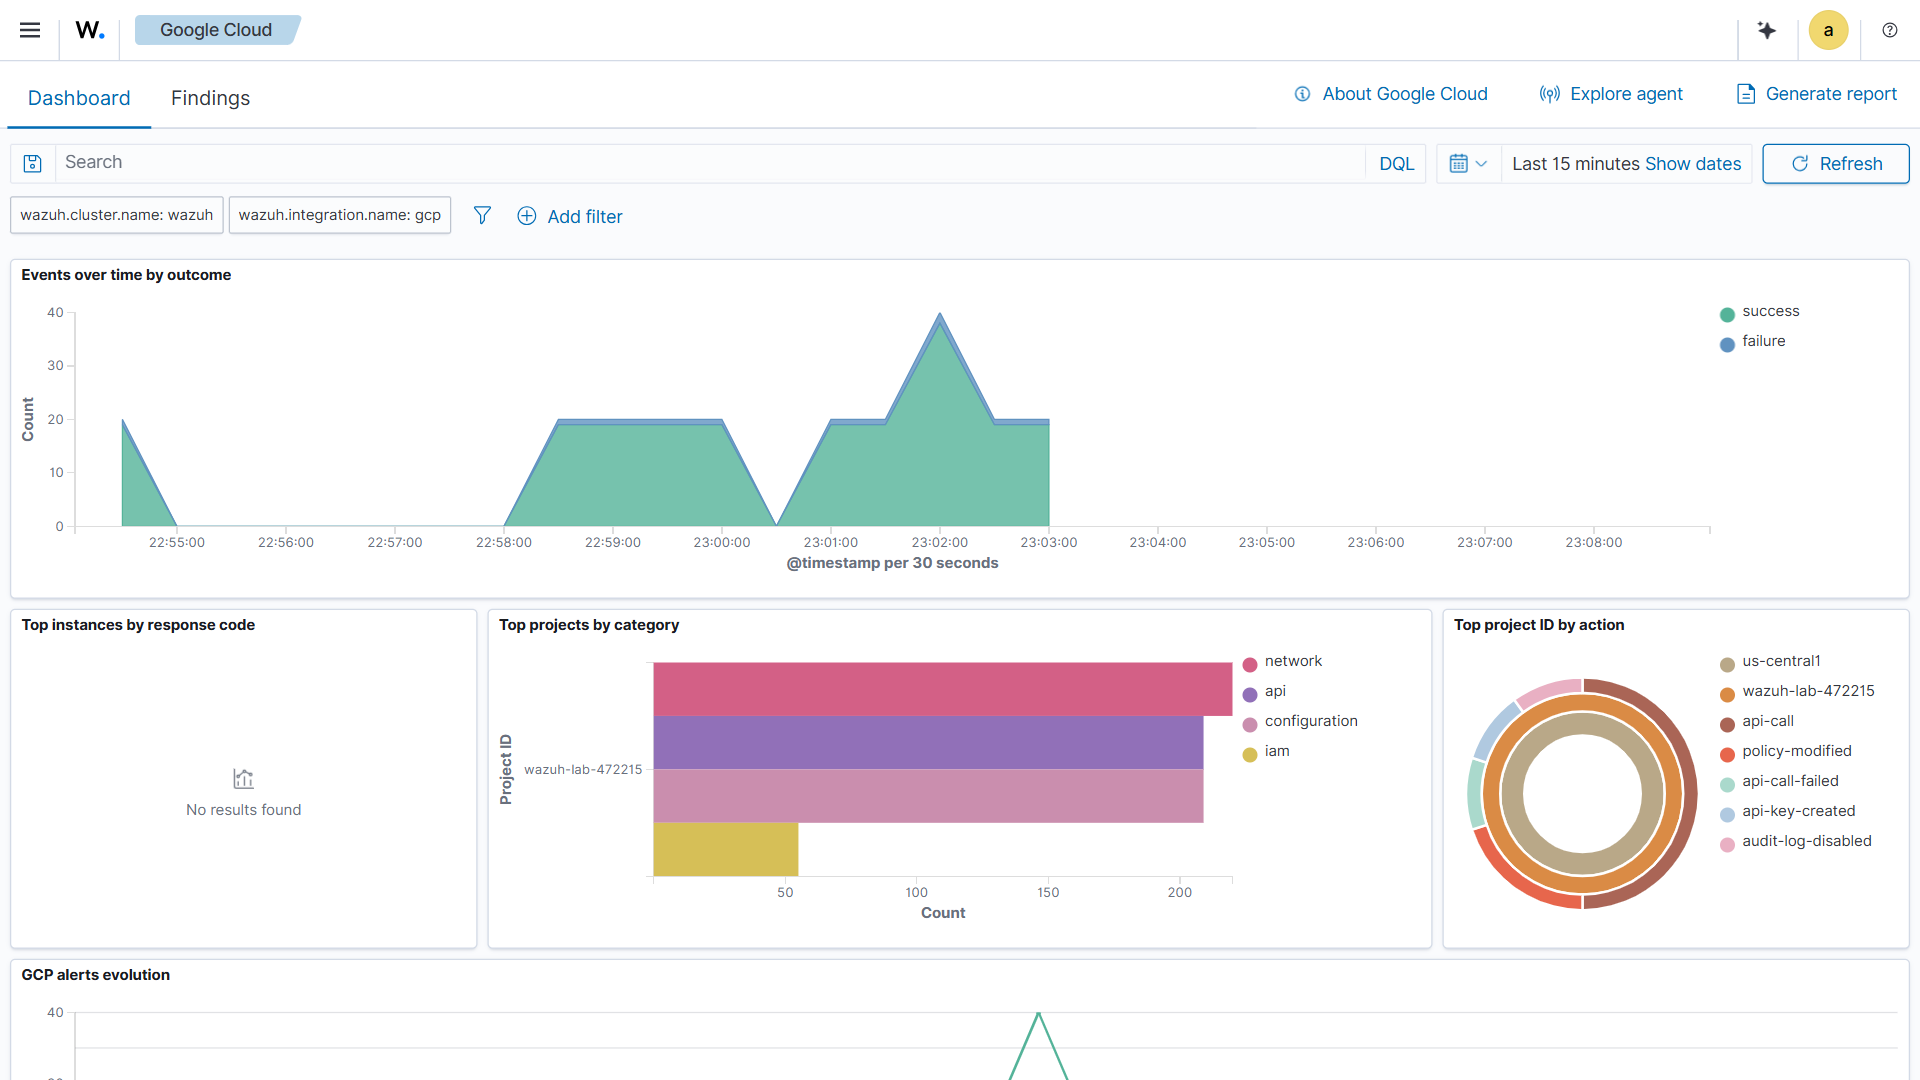 W.
Google Cloud
a
Dashboard
Findings
About Google Cloud
Explore agent
Generate report
Search
DQL
Last 15 minutes Show dates
Refresh
wazuh.cluster.name: wazuh
wazuh.integration.name: gcp
Add filter
Events over time by outcome
40
30
20
10
0
Count
22:55:00
22:56:00
22:57:00
22:58:00
22:59:00
23:00:00
23:01:00
23:02:00
23:03:00
23:04:00
23:05:00
23:06:00
23:07:00
23:08:00
@timestamp per 30 seconds
success
failure
Top instances by response code
No results found
Top projects by category
Project ID
wazuh-lab-472215
50
100
150
200
Count
network
api
configuration
iam
Top project ID by action
us-central1
wazuh-lab-472215
api-call
policy-modified
api-call-failed
api-key-created
audit-log-disabled
GCP alerts evolution
40